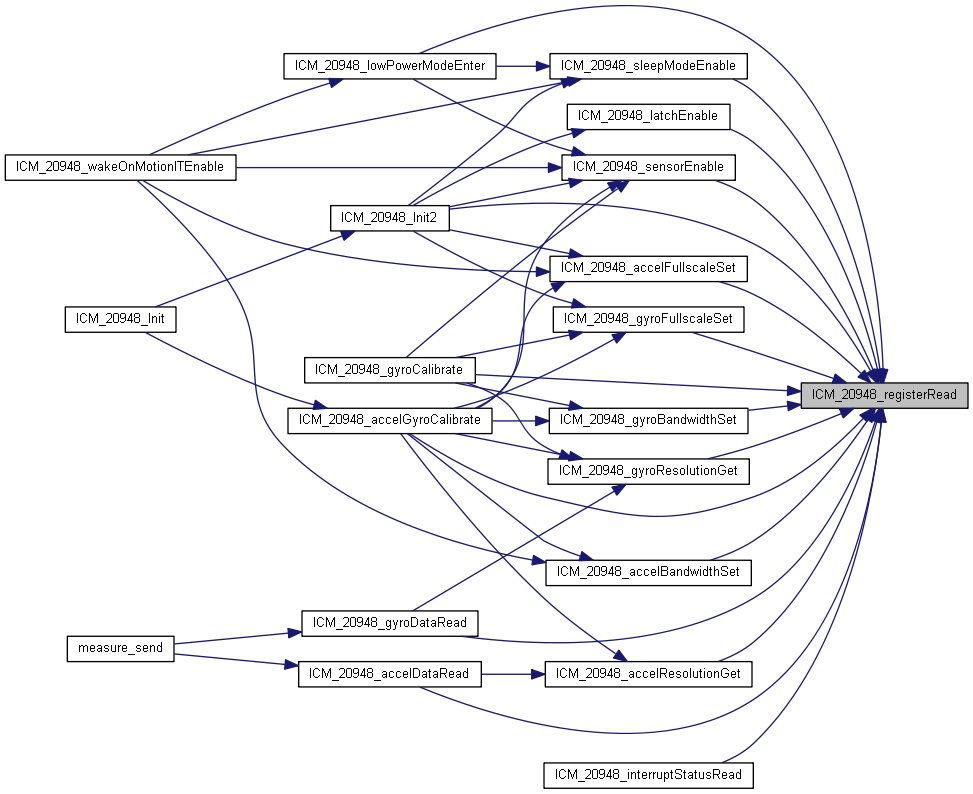 ICM_20948_lowPowerModeEnter
ICM_20948_sleepModeEnable
ICM_20948_latchEnable
ICM_20948_wakeOnMotionITEnable
ICM_20948_sensorEnable
ICM_20948_Init2
ICM_20948_accelFullscaleSet
ICM_20948_Init
ICM_20948_gyroFullscaleSet
ICM_20948_gyroCalibrate
ICM_20948_registerRead
ICM_20948_accelGyroCalibrate
ICM_20948_gyroBandwidthSet
ICM_20948_gyroResolutionGet
ICM_20948_accelBandwidthSet
ICM_20948_gyroDataRead
measure_send
ICM_20948_accelDataRead
ICM_20948_accelResolutionGet
ICM_20948_interruptStatusRead